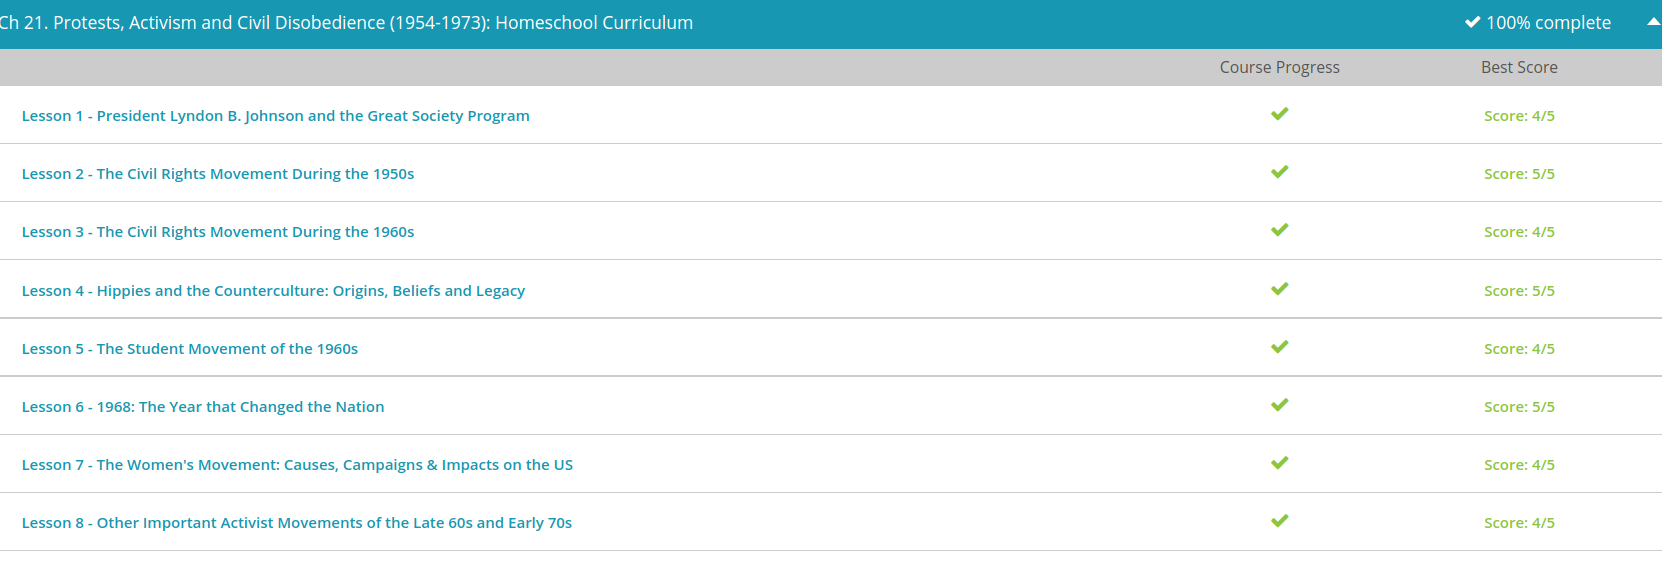 Ch 21. Protests, Activism and Civil Disobedience (1954-1973): Homeschool Curriculum 100% complete
Course Progress Best Score
Lesson 1 - President Lyndon B. Johnson and the Great Society Program Score: 4/5
Lesson 2 - The Civil Rights Movement During the 1950s Score: 5/5
Lesson 3 - The Civil Rights Movement During the 1960s Score: 4/5
Lesson 4 - Hippies and the Counterculture: Origins, Beliefs and Legacy Score: 5/5
Lesson 5 - The Student Movement of the 1960s Score: 4/5
Lesson 6 - 1968: The Year that Changed the Nation Score: 5/5
Lesson 7 - The Women's Movement: Causes, Campaigns & Impacts on the US Score: 4/5
Lesson 8 - Other Important Activist Movements of the Late 60s and Early 70s Score: 4/5